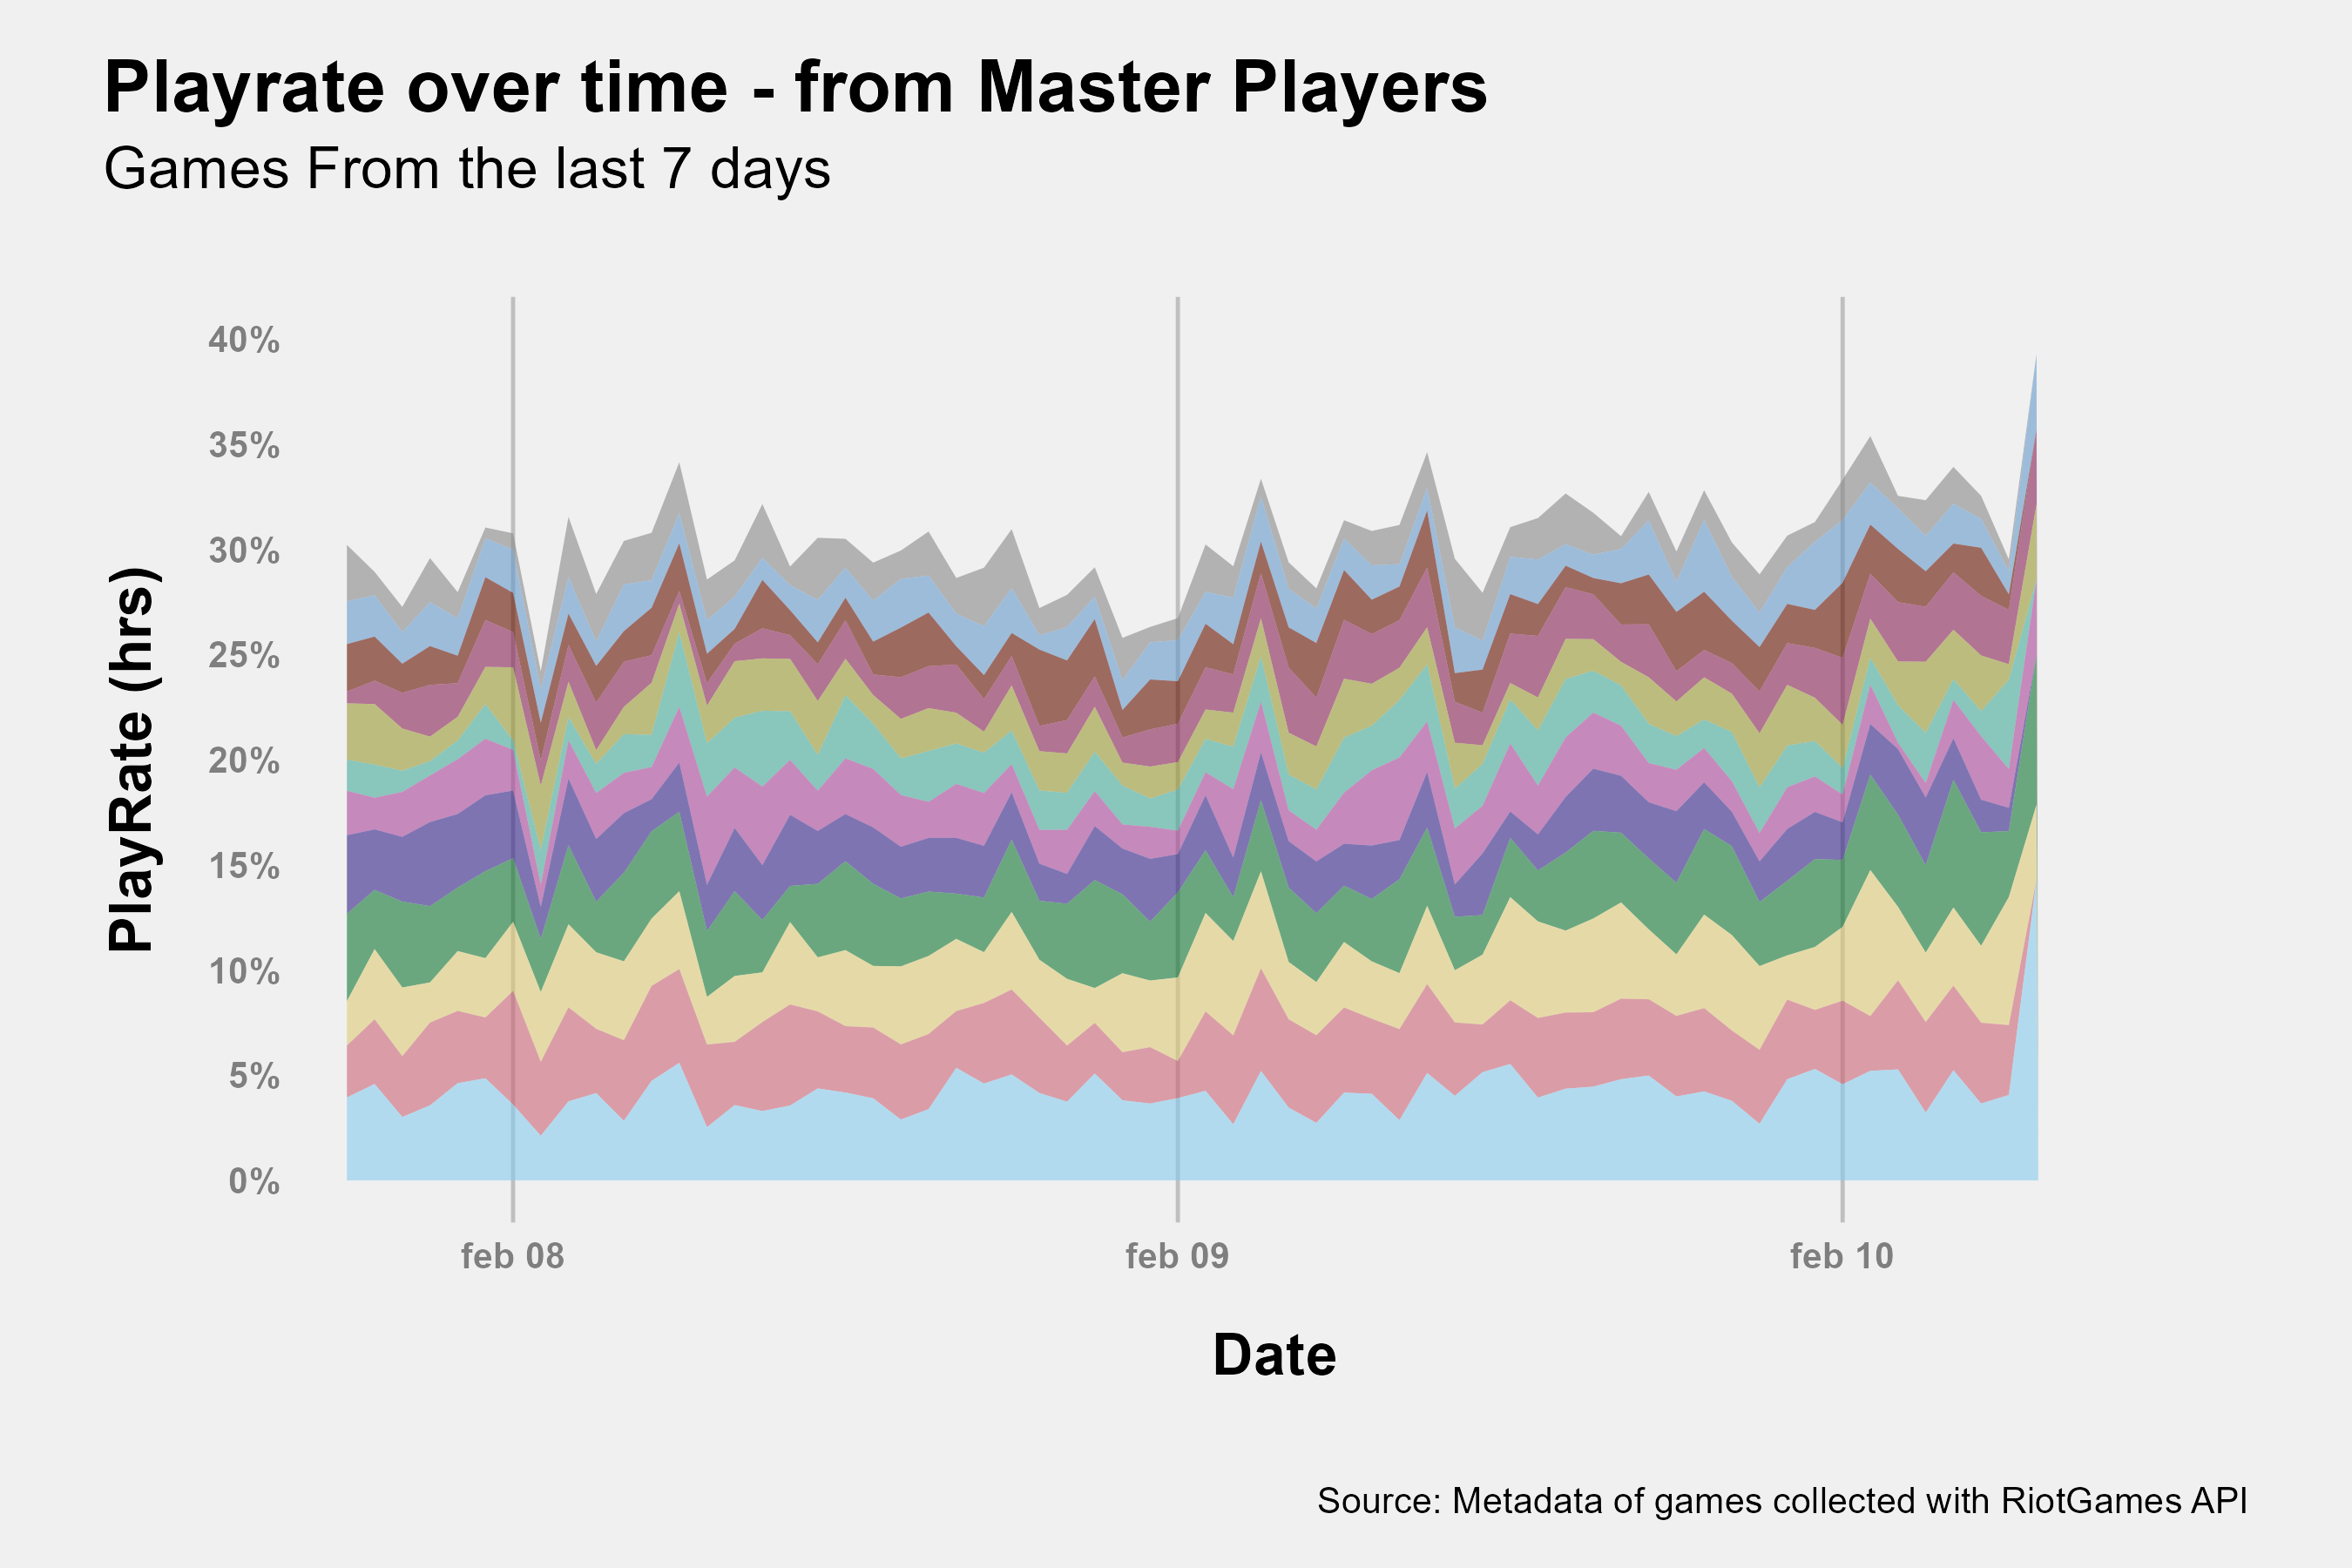 Playrate over time - from Master Players
Games From the last 7 days
PlayRate (hrs)
40%
35%
30%
25%
20%
15%
10%
5%
0%
feb 08
feb 09
feb 10
Date
Source: Metadata of games collected with RiotGames API